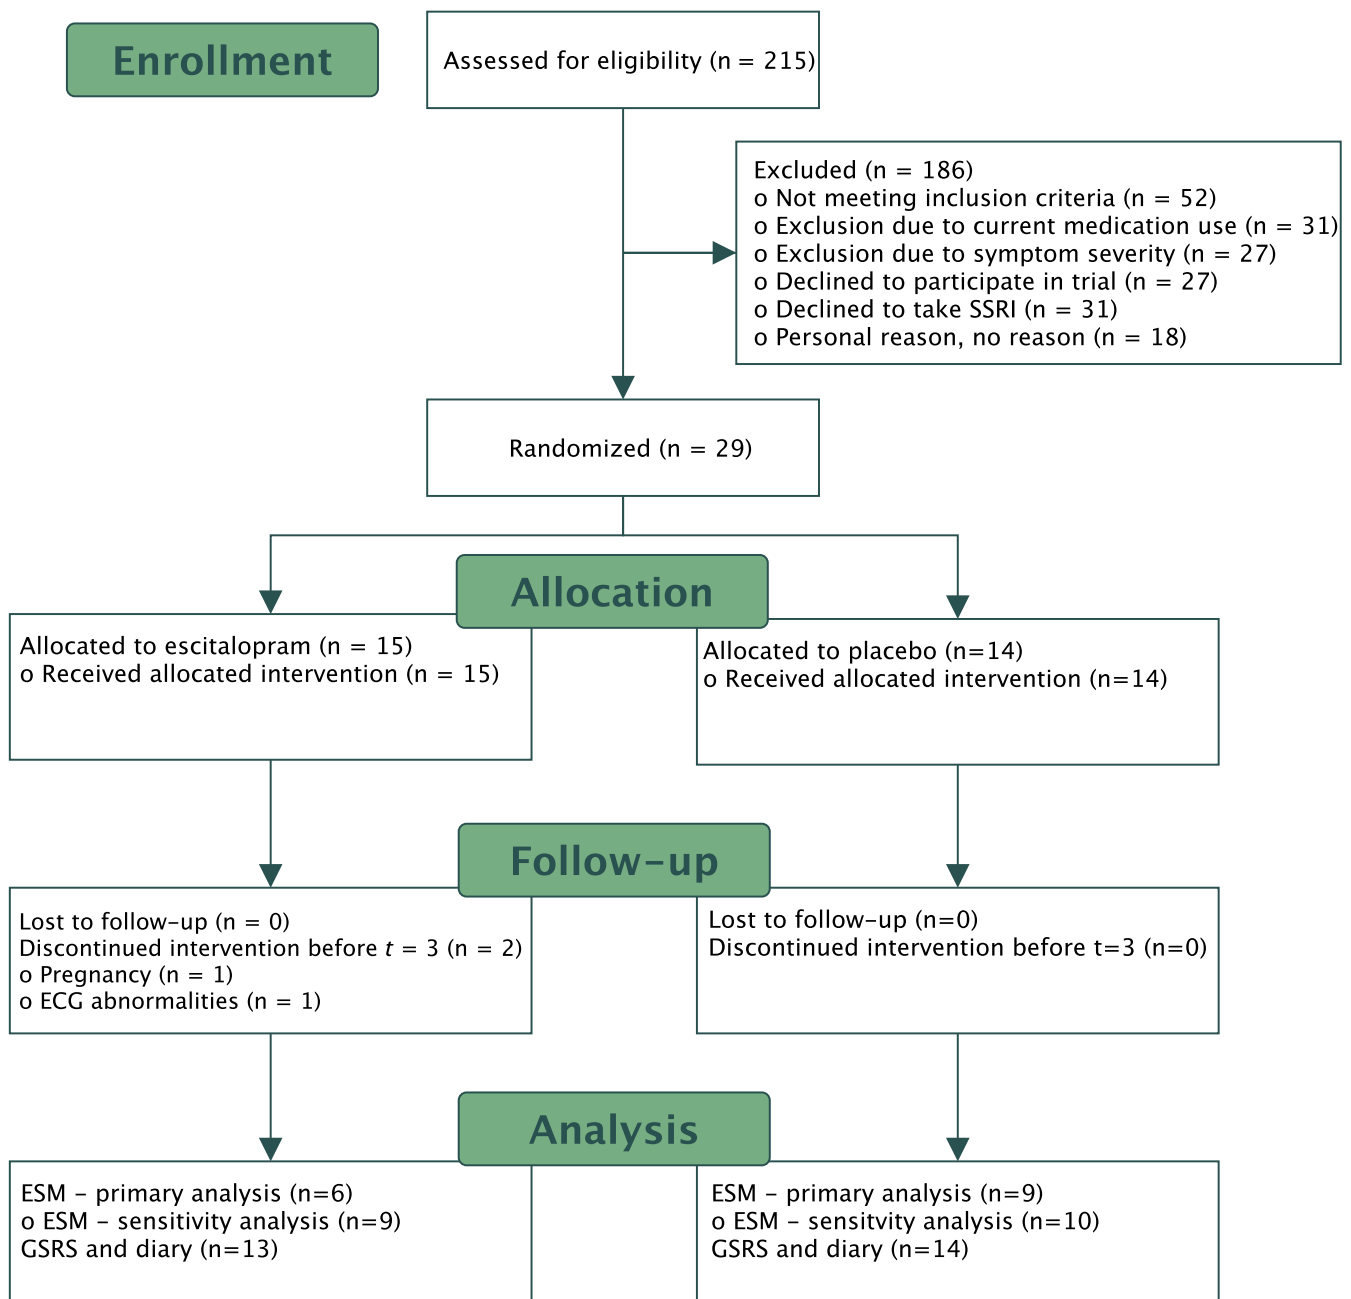 Enrollment
Assessed for eligibility (n = 215)
Excluded (n = 186)
o Not meeting inclusion criteria (n = 52)
o Exclusion due to current medication use (n = 31)
o Exclusion due to symptom severity (n = 27)
o Declined to participate in trial (n = 27)
o Declined to take SSRI (n = 31)
o Personal reason, no reason (n = 18)
Randomized (n = 29)
Allocation
Allocated to escitalopram (n = 15)
o Received allocated intervention (n = 15)
Allocated to placebo (n=14)
o Received allocated intervention (n=14)
Follow-up
Lost to follow-up (n = 0)
Discontinued intervention before t = 3 (n = 2)
o Pregnancy (n = 1)
o ECG abnormalities (n = 1)
Lost to follow-up (n=0)
Discontinued intervention before t=3 (n=0)
Analysis
ESM - primary analysis (n=6)
o ESM - sensitivity analysis (n=9)
GSRS and diary (n=13)
ESM - primary analysis (n=9)
o ESM - sensitvity analysis (n=10)
GSRS and diary (n=14)